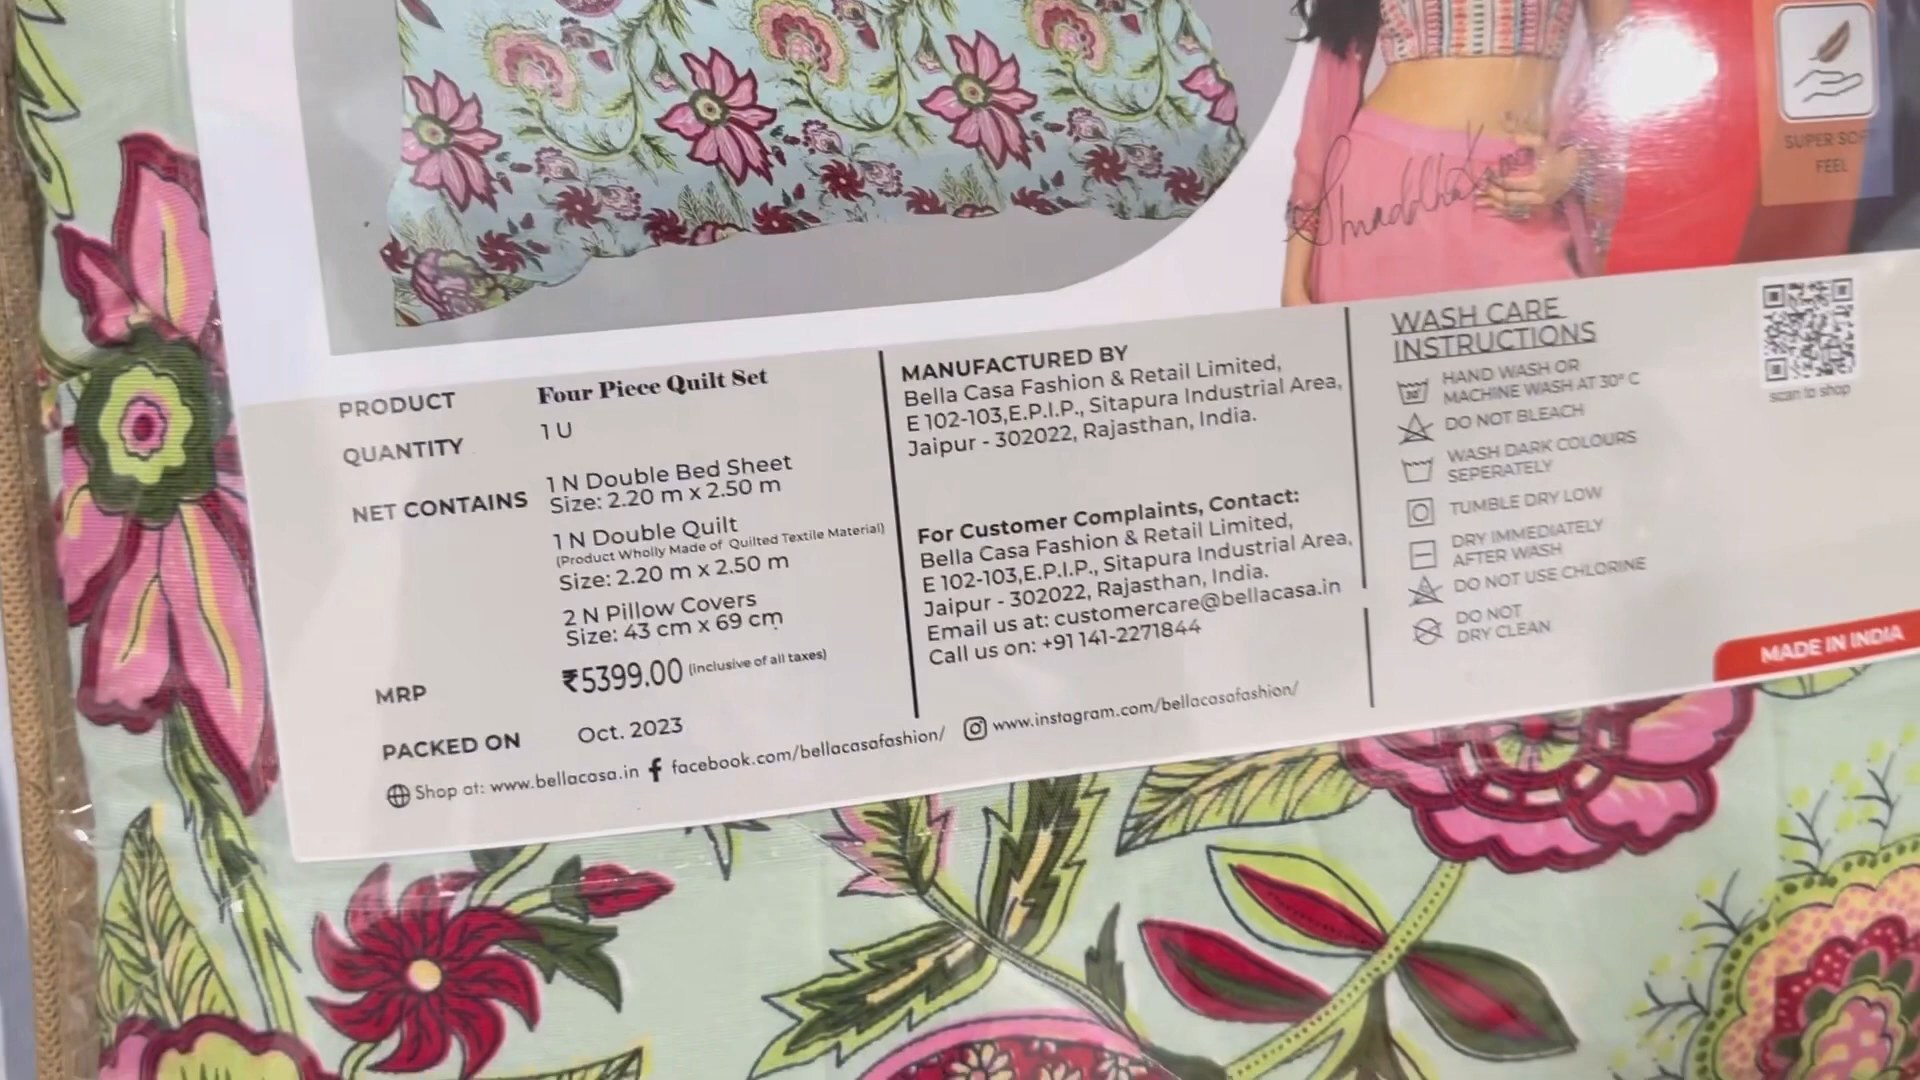 Shraddha
SUPER
FEEL
PRODUCT Four Piece Quilt Set
QUANTITY 1 U
NET CONTAINS 1 N Double Bed Sheet
Size: 2.20 m x 2.50 m
1 N Double Quilt
(Product Wholly Made of Quilted Textile Material)
Size: 2.20 m x 2.50 m
2 N Pillow Covers
Size: 43 cm x 69 cm
MRP ₹5399.00 (inclusive of all taxes)
PACKED ON Oct. 2023
MANUFACTURED BY
Bella Casa Fashion & Retail Limited,
E 102-103,E.P.I.P., Sitapura Industrial Area,
Jaipur - 302022, Rajasthan, India.
For Customer Complaints, Contact:
Bella Casa Fashion & Retail Limited,
E 102-103,E.P.I.P., Sitapura Industrial Area,
Jaipur - 302022, Rajasthan, India.
Email us at: customercare@bellacasa.in
Call us on: +91 141-2271844
Shop at: www.bellacasa.in facebook.com/bellacasafashion/ www.instagram.com/bellacasafashion/
WASH CARE
INSTRUCTIONS
30°
HAND WASH OR
MACHINE WASH AT 30° C
DO NOT BLEACH
WASH DARK COLOURS
SEPERATELY
TUMBLE DRY LOW
DRY IMMEDIATELY
AFTER WASH
DO NOT USE CHLORINE
DO NOT
DRY CLEAN
scan to shop
MADE IN INDIA